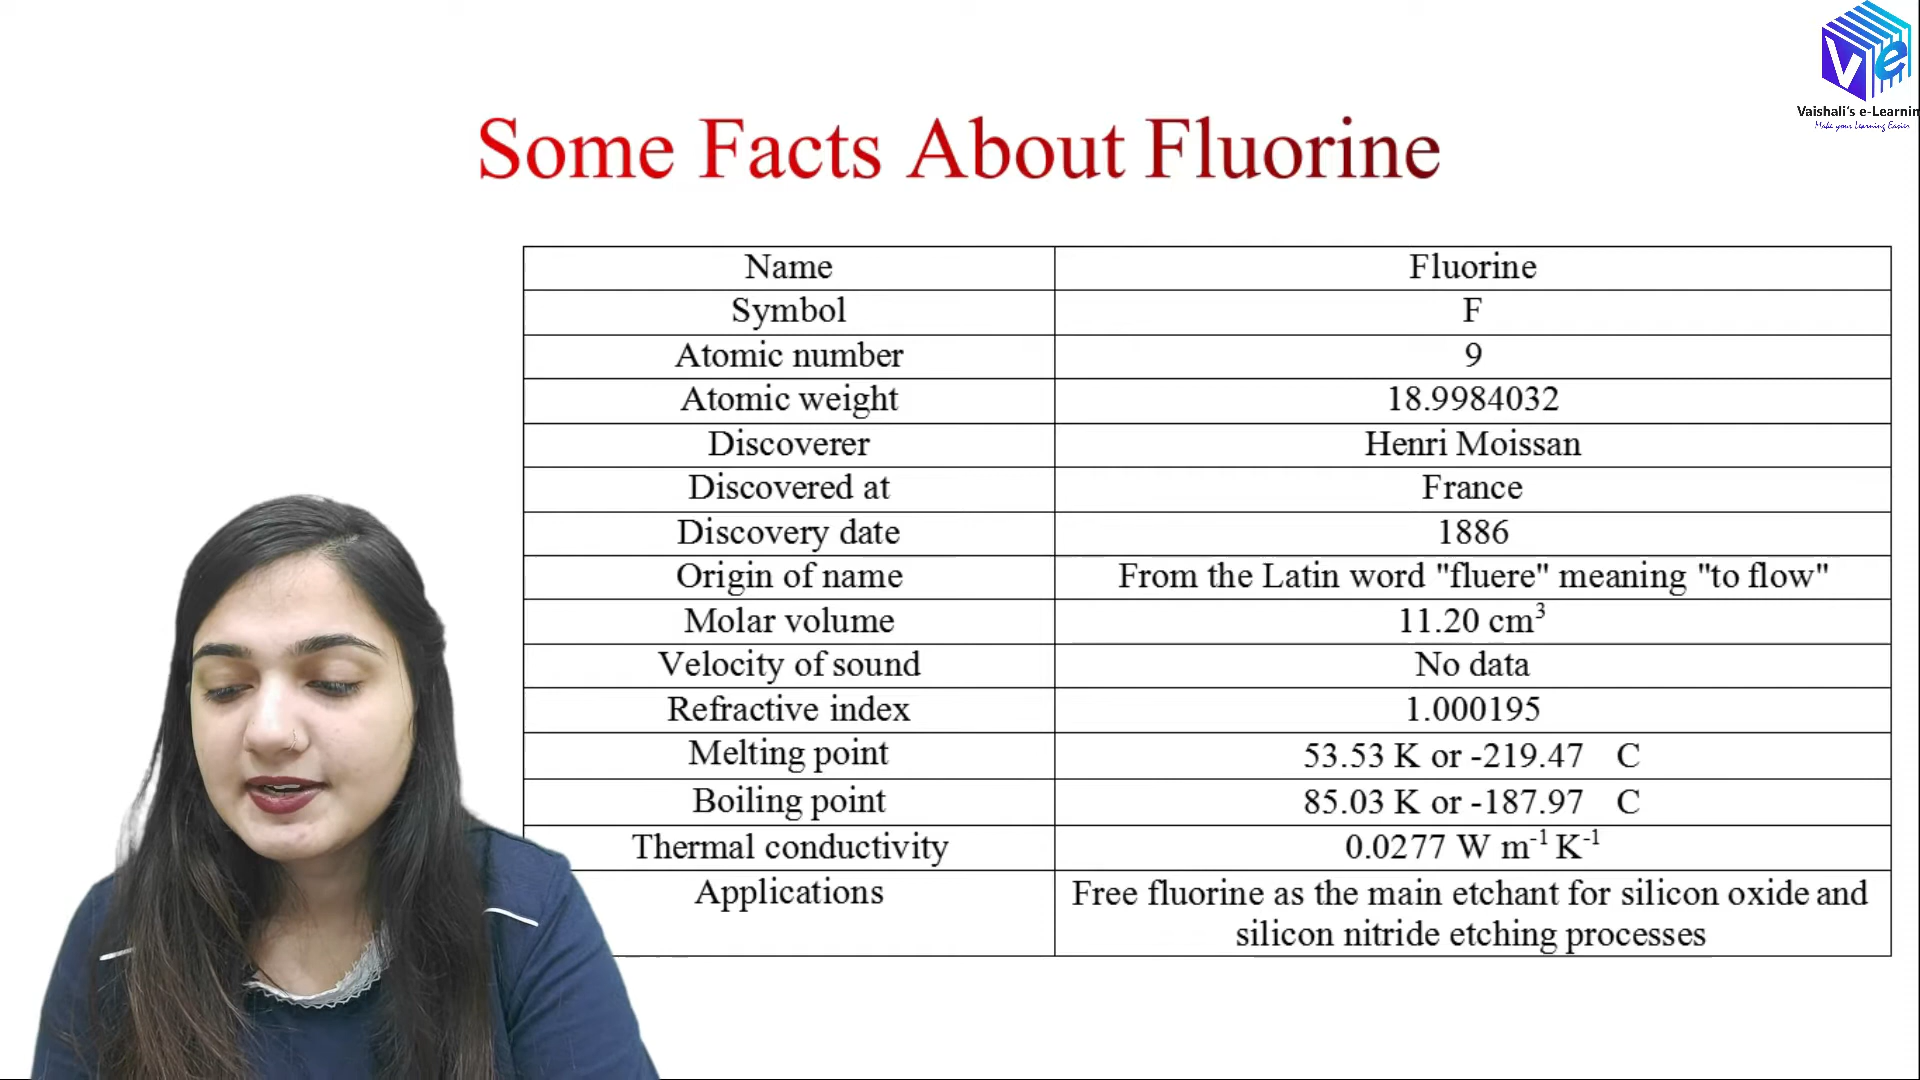 Vaishali's e-Learnin
Make your Learning Easier
Some Facts About Fluorine
Name Fluorine
Symbol F
Atomic number 9
Atomic weight 18.9984032
Discoverer Henri Moissan
Discovered at France
Discovery date 1886
Origin of name From the Latin word "fluere" meaning "to flow"
Molar volume 11.20 cm³
Velocity of sound No data
Refractive index 1.000195
Melting point 53.53 K or -219.47 C
Boiling point 85.03 K or -187.97 C
Thermal conductivity 0.0277 W m⁻¹ K⁻¹
Applications Free fluorine as the main etchant for silicon oxide and
silicon nitride etching processes